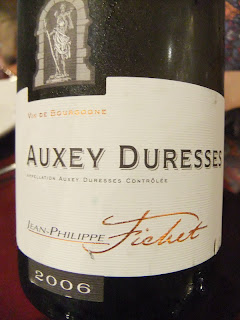 VIN DE BOURGOGNE
AUXEY DURESSES
APPELLATION AUXEY DURESSES CONTRÔLÉE
JEAN-PHILIPPE Fichet
2006